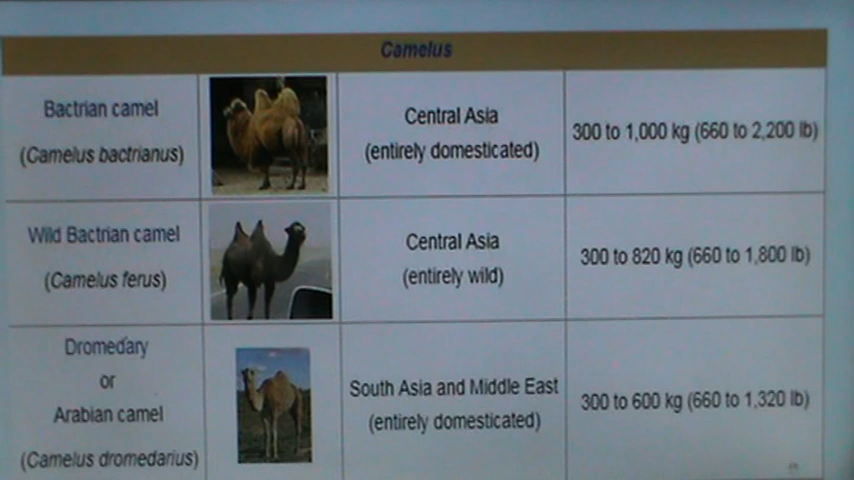 Camelus
Bactrian camel
(Camelus bactrianus)
Central Asia
(entirely domesticated)
300 to 1,000 kg (660 to 2,200 lb)
Wild Bactrian camel
(Camelus ferus)
Central Asia
(entirely wild)
300 to 820 kg (660 to 1,800 lb)
Dromedary
or
Arabian camel
(Camelus dromedarius)
South Asia and Middle East
(entirely domesticated)
300 to 600 kg (660 to 1,320 lb)